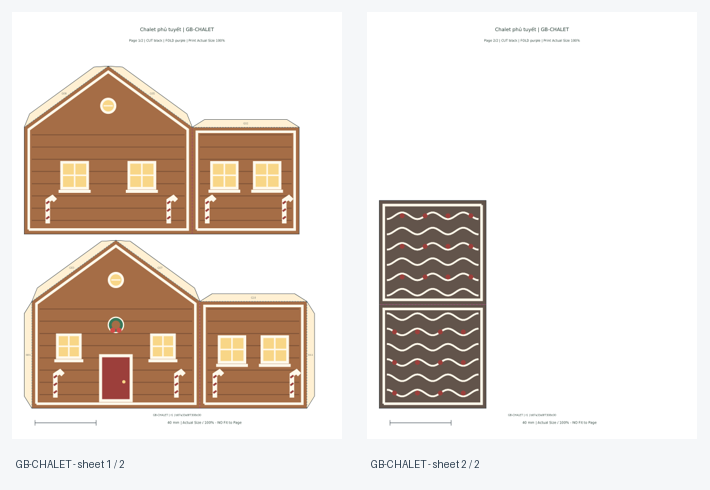 Chalet phủ tuyết | GB-CHALET
Page 1/2 | CUT black | FOLD purple | Print Actual Size 100%
80 mm | Actual Size / 100% - NO Fit to Page
GB-CHALET - sheet 1 / 2
Chalet phủ tuyết | GB-CHALET
Page 2/2 | CUT black | FOLD purple | Print Actual Size 100%
80 mm | Actual Size / 100% - NO Fit to Page
GB-CHALET - sheet 2 / 2